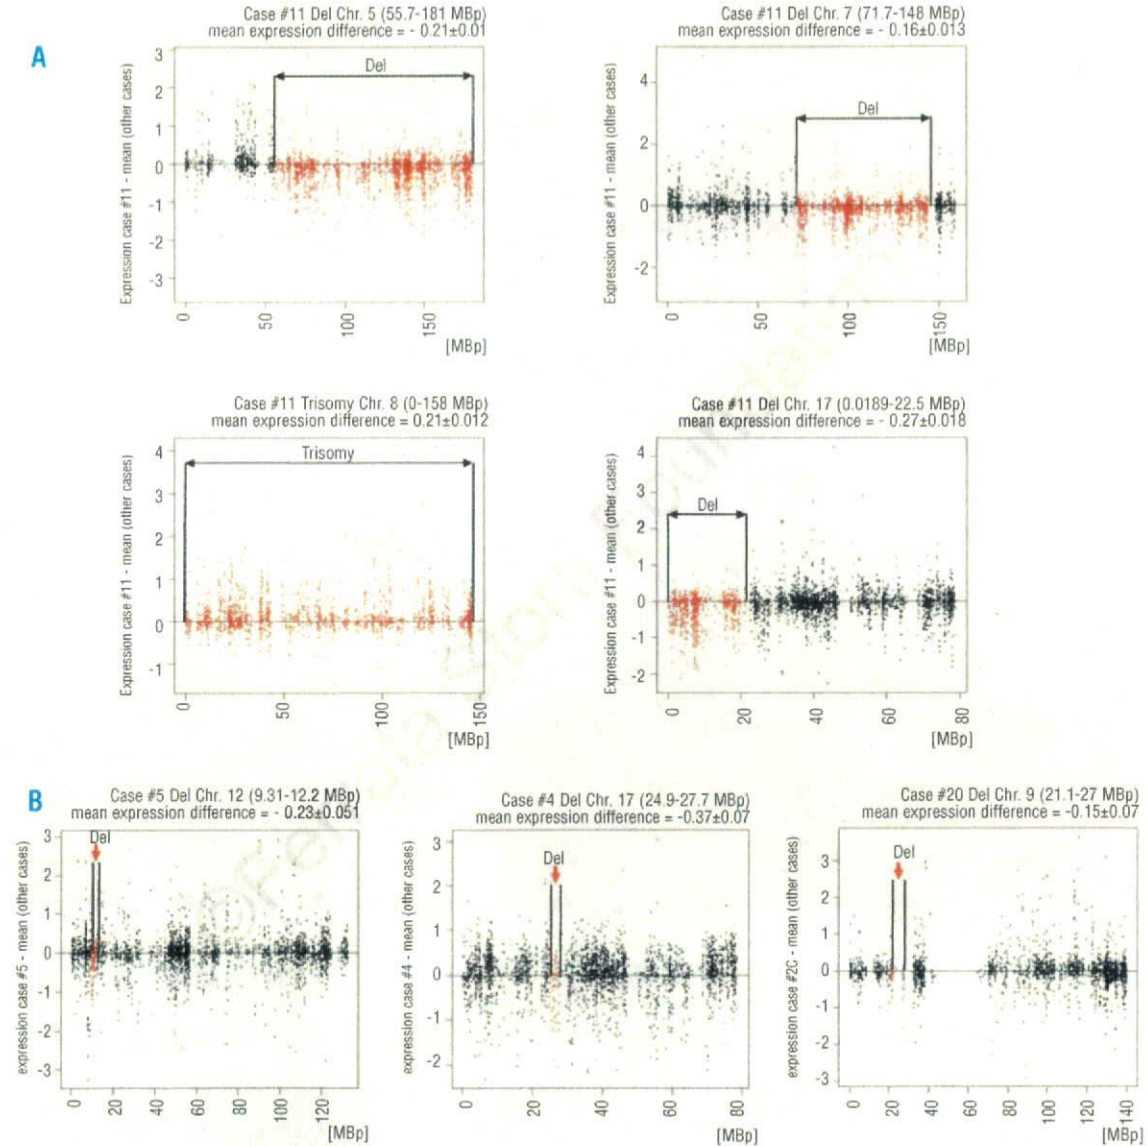 A
Case #11 Del Chr. 5 (55.7-181 MBp)
mean expression difference = - 0.21±0.01
Del
Expression case #11 - mean (other cases)
3
2
1
0
-1
-2
-3
0
50
100
150
[MBp]
Case #11 Del Chr. 7 (71.7-148 MBp)
mean expression difference = - 0.16±0.013
Del
Expression case #11 - mean (other cases)
4
2
0
-2
0
50
100
150
[MBp]
Case #11 Trisomy Chr. 8 (0-158 MBp)
mean expression difference = 0.21±0.012
Trisomy
Expression case #11 - mean (other cases)
4
3
2
1
0
-1
0
50
100
150
[MBp]
Case #11 Del Chr. 17 (0.0189-22.5 MBp)
mean expression difference = - 0.27±0.018
Del
Expression case #11 - mean (other cases)
4
3
2
1
0
-1
-2
0
20
40
60
80
[MBp]
B
Case #5 Del Chr. 12 (9.31-12.2 MBp)
mean expression difference = - 0.23±0.051
Del
expression case #5 - mean (other cases)
3
2
1
0
-1
-2
-3
0
20
40
60
80
100
120
[MBp]
Case #4 Del Chr. 17 (24.9-27.7 MBp)
mean expression difference = -0.37±0.07
Del
expression case #4 - mean (other cases)
3
2
1
0
-1
-2
0
20
40
60
80
[MBp]
Case #20 Del Chr. 9 (21.1-27 MBp)
mean expression difference = -0.15±0.07
Del
expression case #2C - mean (other cases)
3
2
1
0
-1
-2
-3
0
20
40
60
80
100
120
140
[MBp]